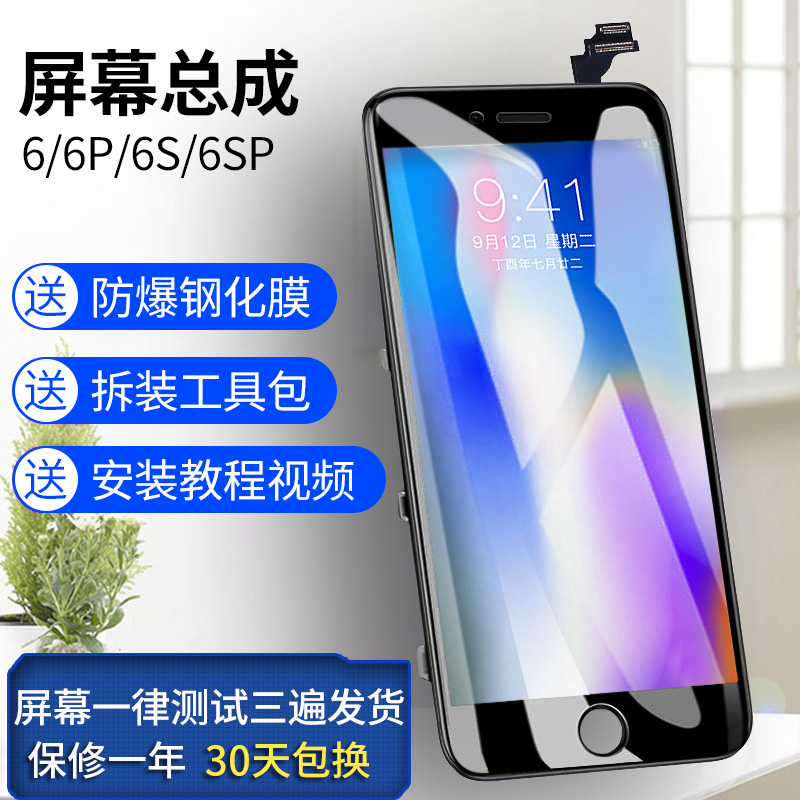 屏幕总成
6/6P/6S/6SP
送 防爆钢化膜
送 拆装工具包
送 安装教程视频
9:41
9月12日 星期二
丁酉年七月廿二
屏幕一律测试三遍发货
保修一年 30天包换